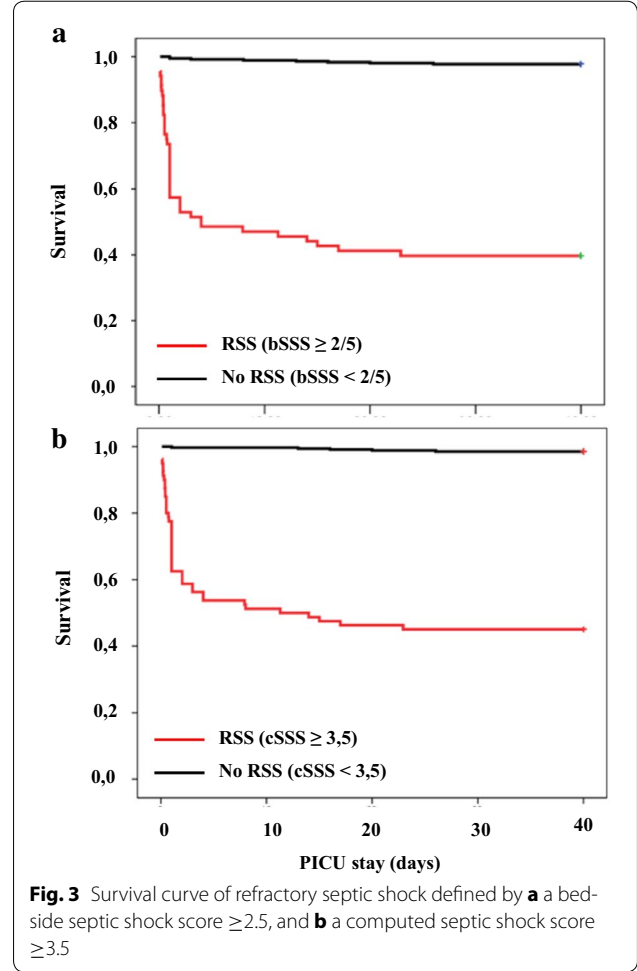 a
1,0
0,8
0,6
0,4
0,2
0,0
Survival
RSS (bSSS ≥ 2/5)
No RSS (bSSS < 2/5)
b
1,0
0,8
0,6
0,4
0,2
0,0
Survival
RSS (cSSS ≥ 3,5)
No RSS (cSSS < 3,5)
0 10 20 30 40
PICU stay (days)
Fig. 3 Survival curve of refractory septic shock defined by a a bed-
side septic shock score ≥2.5, and b a computed septic shock score
≥3.5